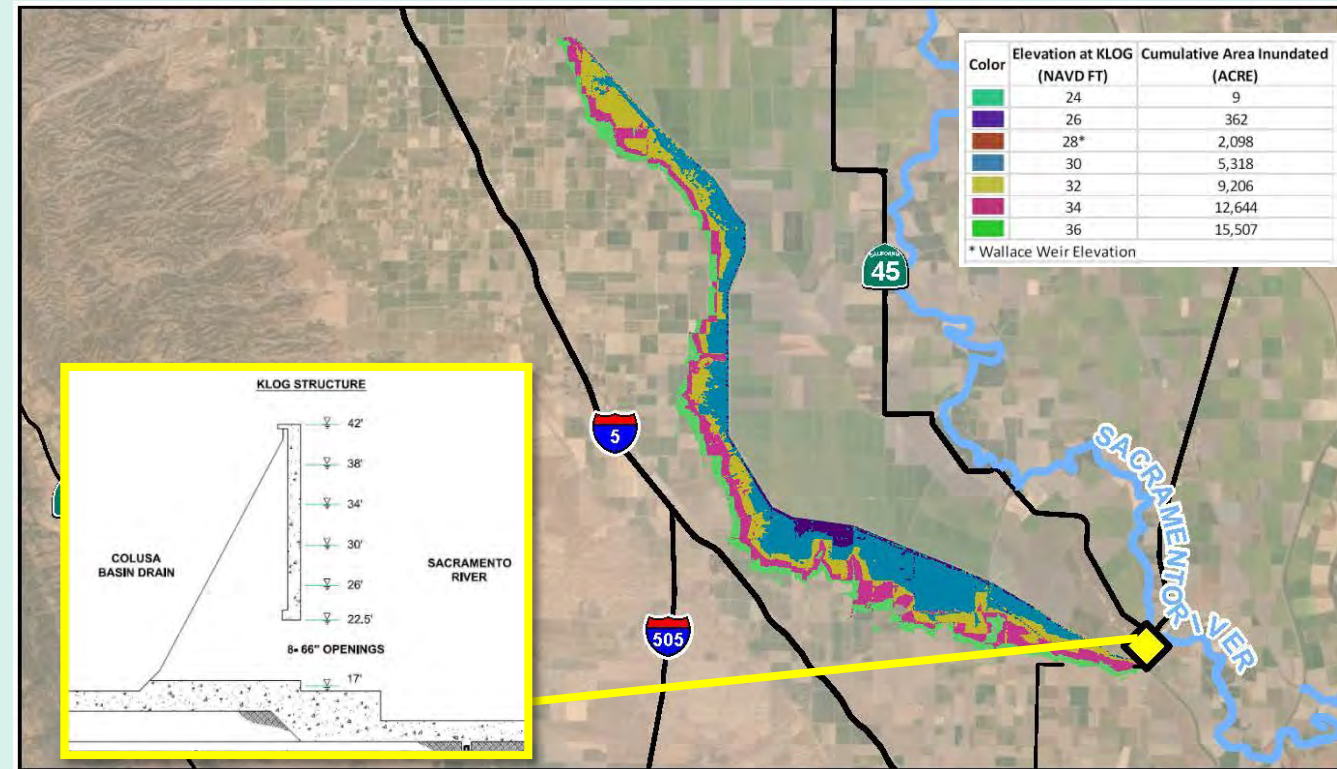 Color Elevation at KLOG (NAVD FT) Cumulative Area Inundated (ACRE)
24 9
26 362
28* 2,098
30 5,318
32 9,206
34 12,644
36 15,507
* Wallace Weir Elevation
CALIFORNIA
45
5
505
SACRAMENTO RIVER
KLOG STRUCTURE
42'
38'
34'
30'
26'
22.5'
17'
COLUSA
BASIN DRAIN
SACRAMENTO
RIVER
8- 66" OPENINGS